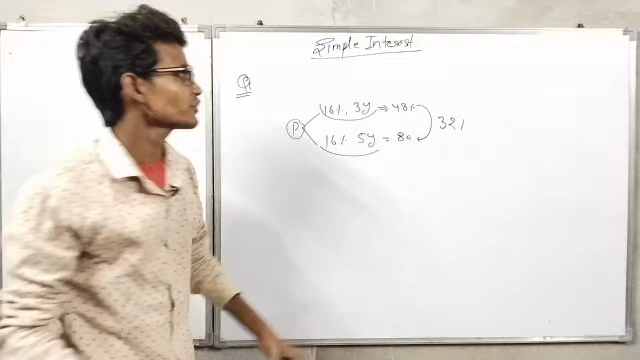 Simple Interest
Q
P
16%, 3Y ⇒ 48%
16% 5Y = 80
32%